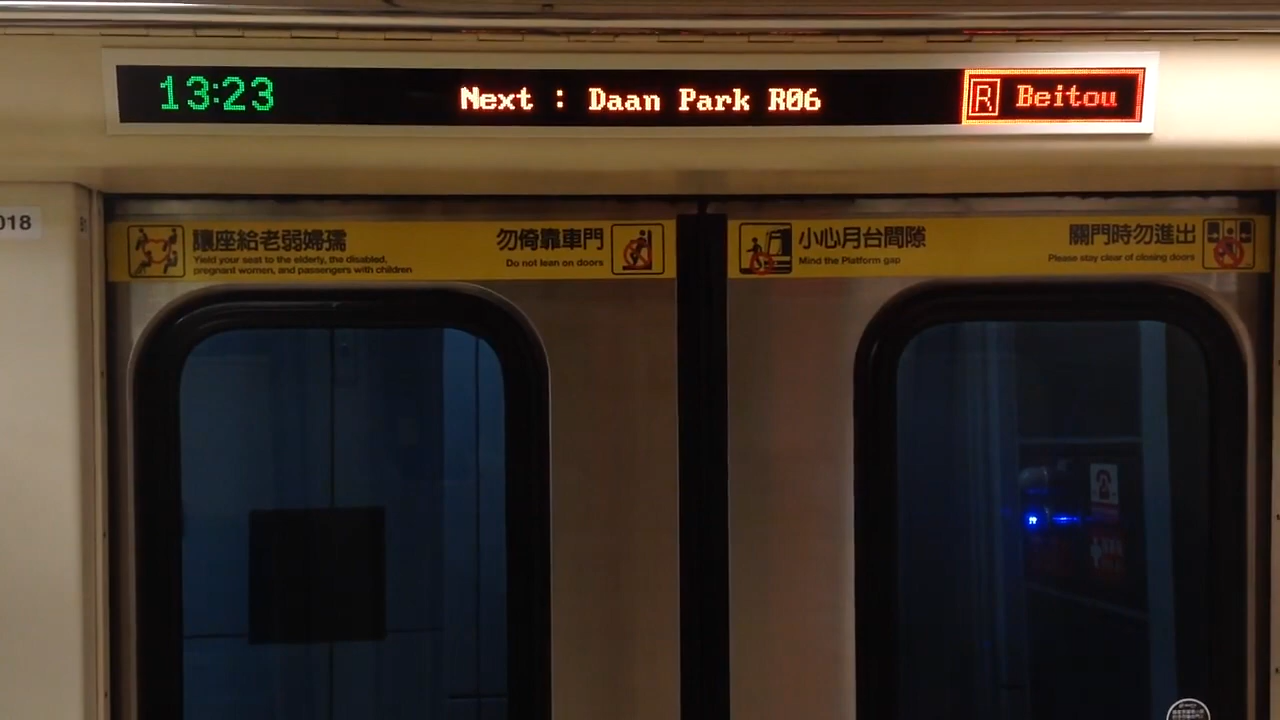 13:23
Next : Daan Park R06
R Beitou
018
讓座給老弱婦孺
Yield your seat to the elderly, the disabled,
pregnant women, and passengers with children
勿倚靠車門
Do not lean on doors
小心月台間隙
Mind the Platform gap
關門時勿進出
Please stay clear of closing doors